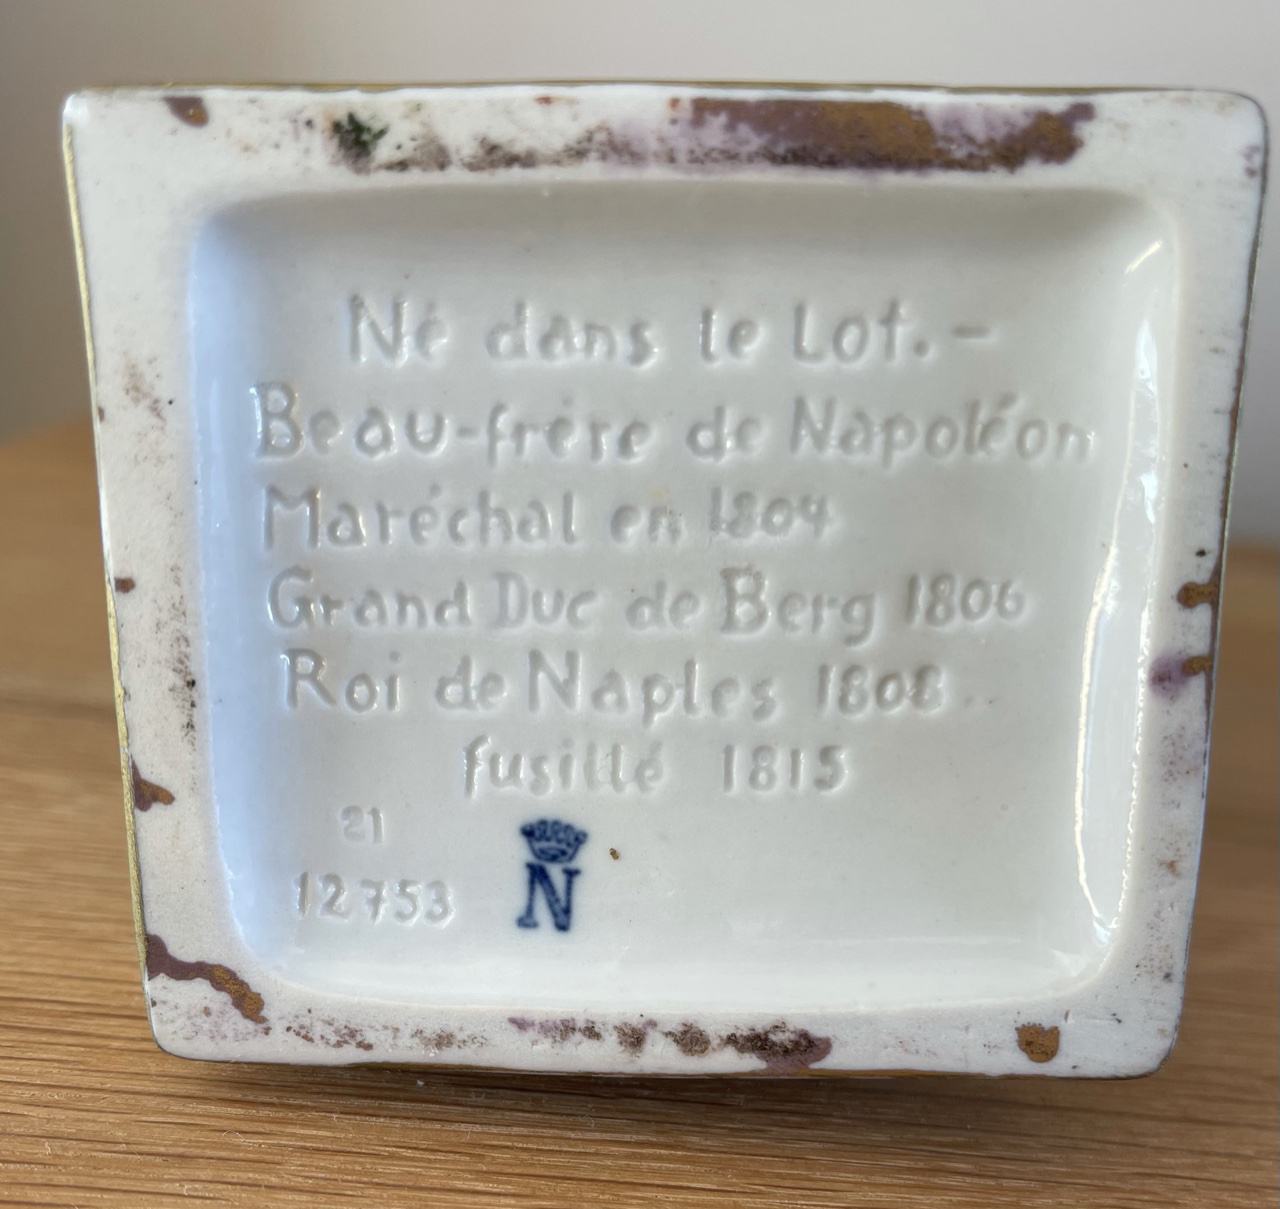 Né dans le Lot. –
Beau-frère de Napoléon
Maréchal en 1804
Grand Duc de Berg 1806
Roi de Naples 1808..
fusillé 1815
21
12753
N